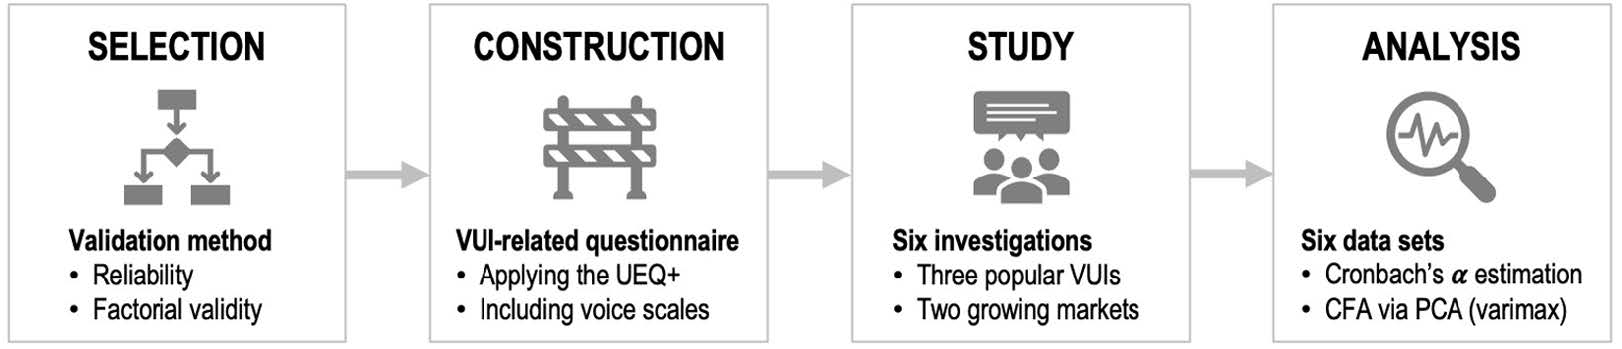 SELECTION
Validation method
• Reliability
• Factorial validity
CONSTRUCTION
VUI-related questionnaire
• Applying the UEQ+
• Including voice scales
STUDY
Six investigations
• Three popular VUIs
• Two growing markets
ANALYSIS
Six data sets
• Cronbach's α estimation
• CFA via PCA (varimax)